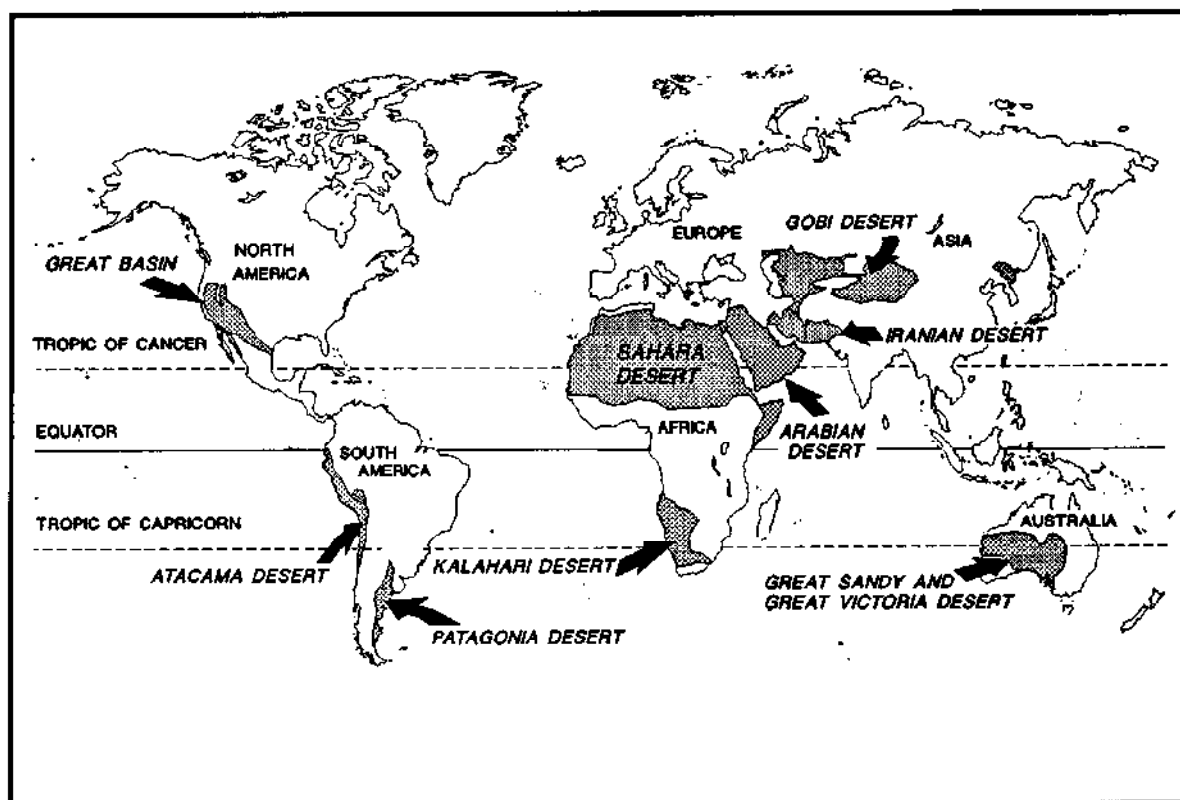 GOBI DESERT
EUROPE
ASIA
NORTH
AMERICA
GREAT BASIN
IRANIAN DESERT
TROPIC OF CANCER
SAHARA
DESERT
AFRICA
ARABIAN
DESERT
EQUATOR
SOUTH
AMERICA
TROPIC OF CAPRICORN
AUSTRALIA
ATACAMA DESERT
KALAHARI DESERT
GREAT SANDY AND
GREAT VICTORIA DESERT
PATAGONIA DESERT